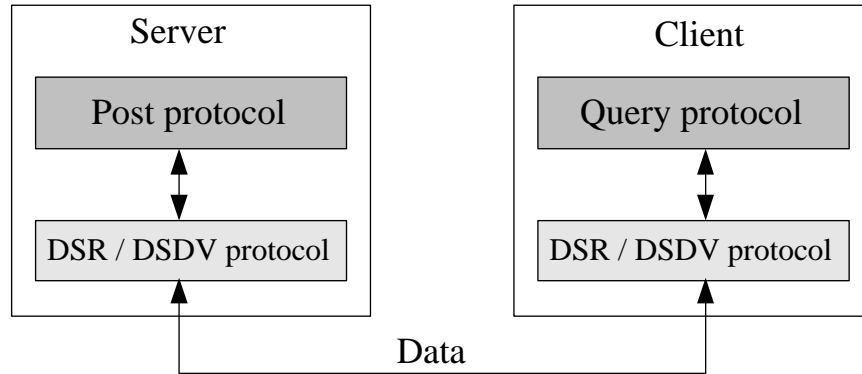 Server
Post protocol
DSR / DSDV protocol
Client
Query protocol
DSR / DSDV protocol
Data